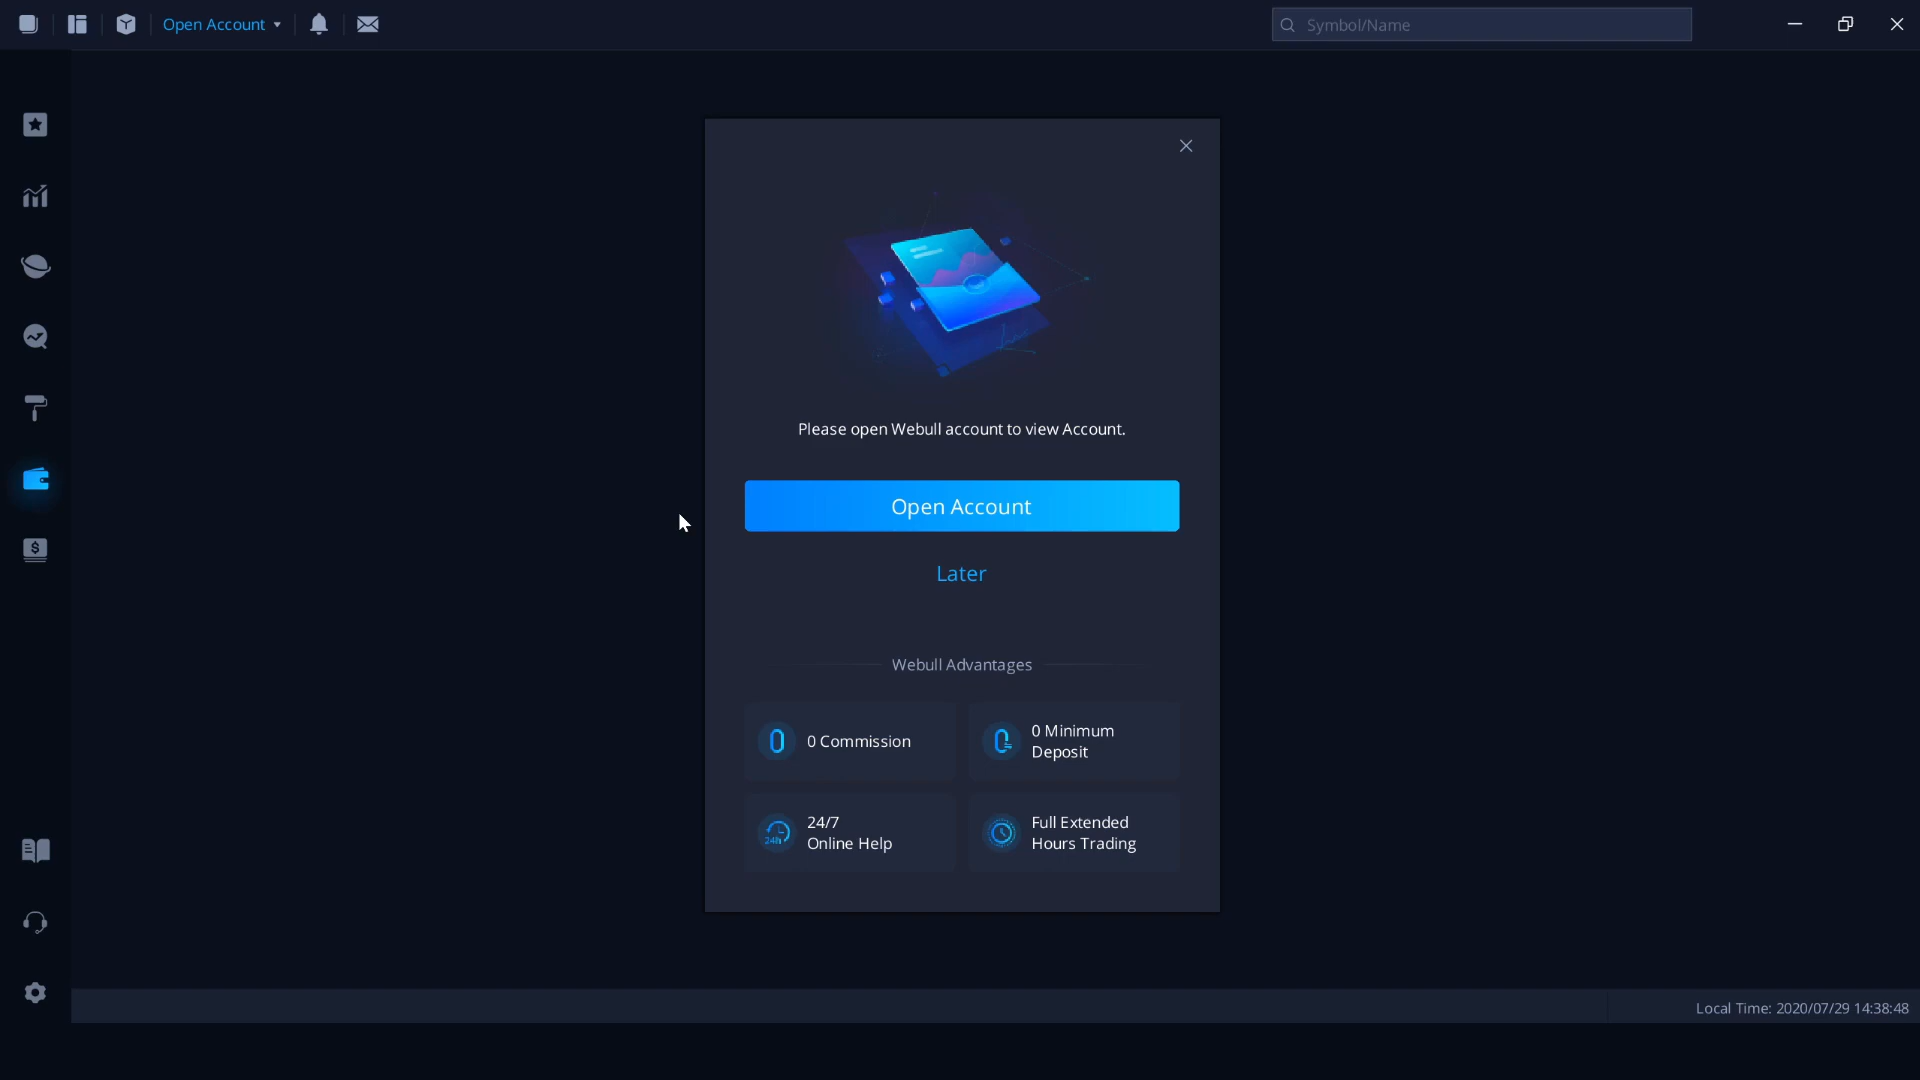 Open Account
Symbol/Name
Please open Webull account to view Account.
Open Account
Later
Webull Advantages
0 Commission
0 Minimum
Deposit
24h
24/7
Online Help
Full Extended
Hours Trading
Local Time: 2020/07/29 14:38:48